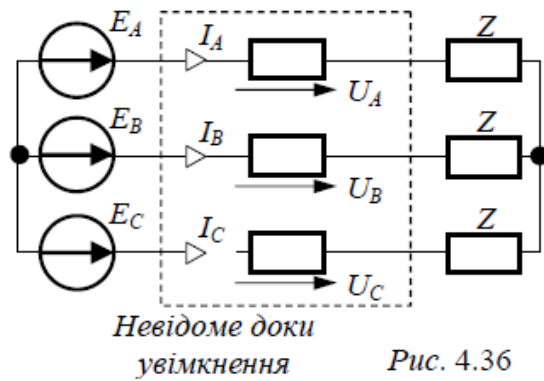 E_A I_A Z
U_A
E_B I_B Z
U_B
E_C I_C Z
U_C
Невідоме доки
увімкнення Рис. 4.36